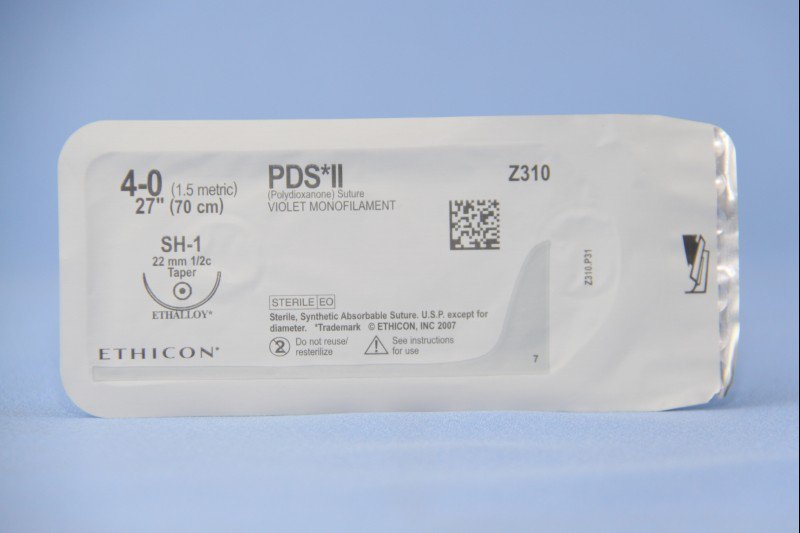 4-0 (1.5 metric)
27" (70 cm)
SH-1
22 mm 1/2c
Taper
ETHALLOY*
ETHICON*
PDS*II
(Polydioxanone) Suture
VIOLET MONOFILAMENT
Z310
STERILE EO
Sterile, Synthetic Absorbable Suture. U.S.P. except for
diameter. *Trademark © ETHICON, INC 2007
2 Do not reuse/
resterilize
! See instructions
for use
7
Z310.P31